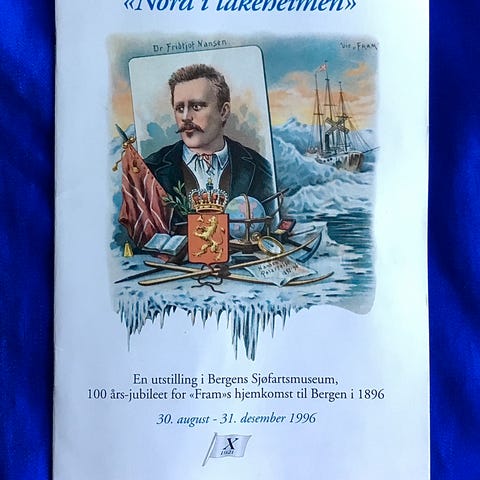 «Nord i tåkeheimen»
Dr Fridtjof Nansen.
En utstilling i Bergens Sjøfartsmuseum,
100 års-jubileet for «Fram»s hjemkomst til Bergen i 1896
30. august - 31. desember 1996
X
1921